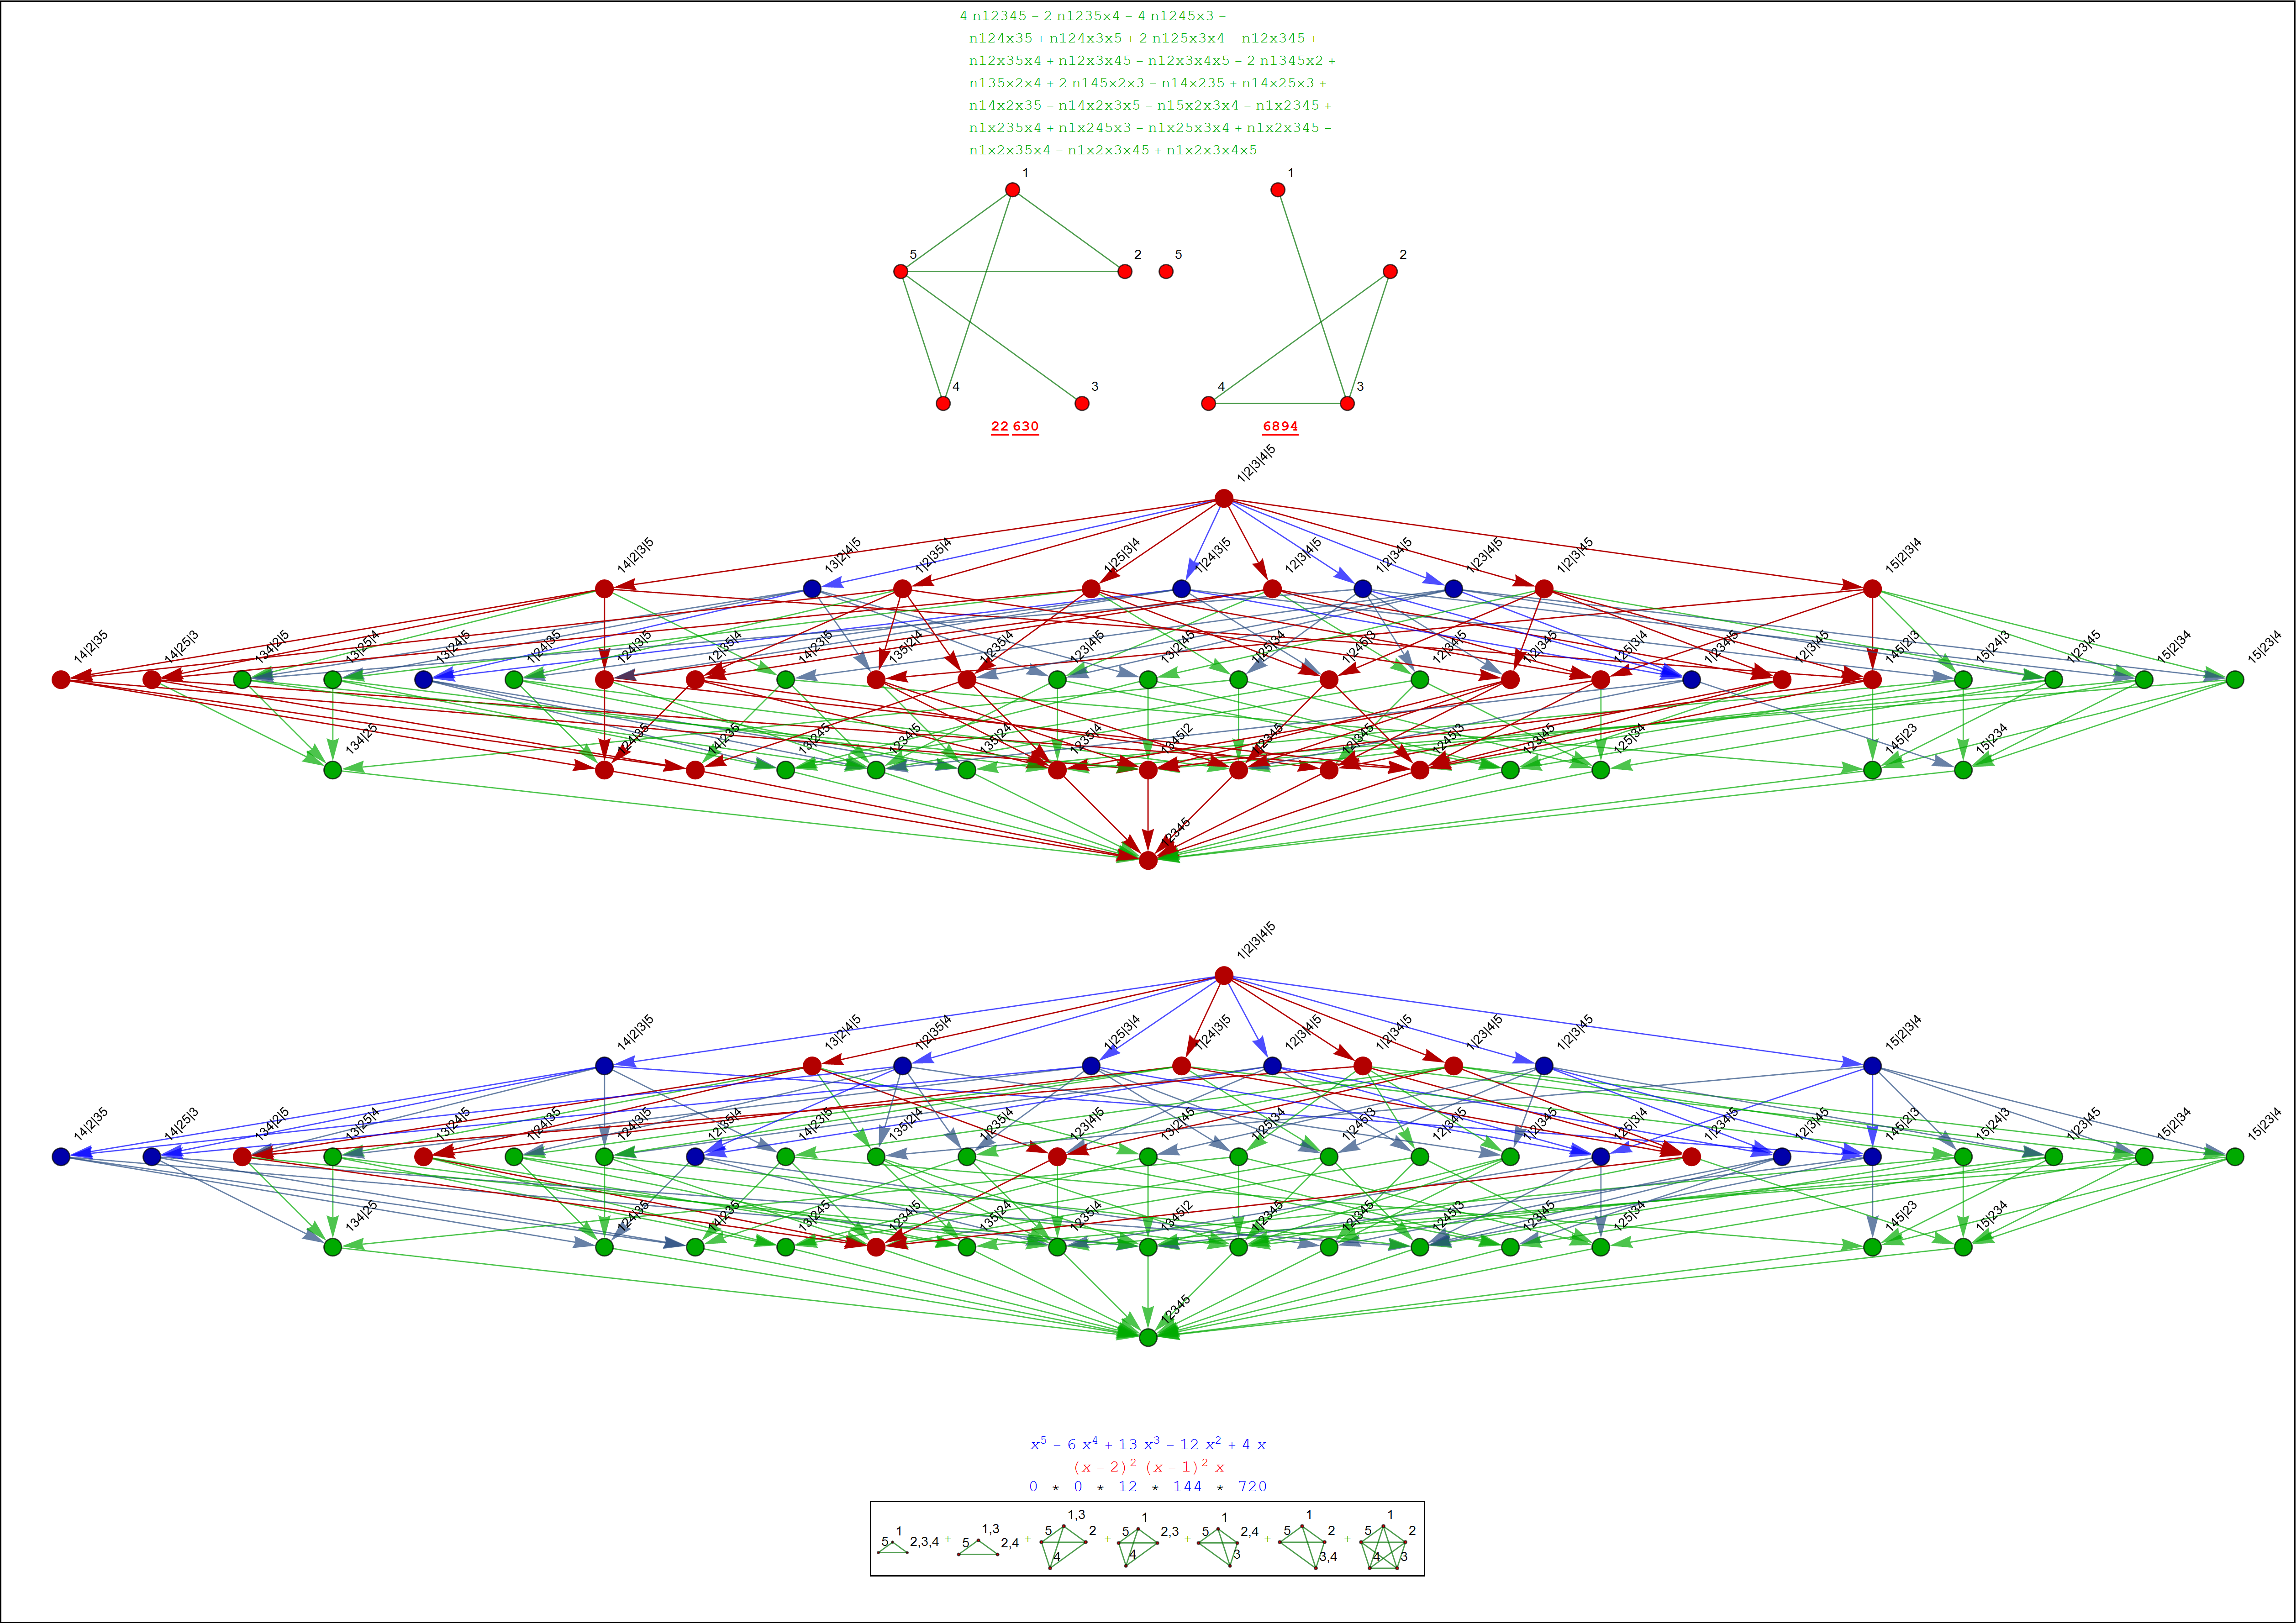 4 n12345 – 2 n1235x4 – 4 n1245x3 –
n124x35 + n124x3x5 + 2 n125x3x4 – n12x345 +
n12x35x4 + n12x3x45 – n12x3x4x5 – 2 n1345x2 +
n135x2x4 + 2 n145x2x3 – n14x235 + n14x25x3 +
n14x2x35 – n14x2x3x5 – n15x2x3x4 – n1x2345 +
n1x235x4 + n1x245x3 – n1x25x3x4 + n1x2x345 –
n1x2x35x4 – n1x2x3x45 + n1x2x3x4x5
1 1
5 2 5 2
4 3 4 3
22 630 6894
1|2|3|4|5
14|2|3|5 13|2|4|5 1|2|35|4 1|25|3|4 1|24|3|5 12|3|4|5 1|2|34|5 1|23|4|5 1|2|3|45 15|2|3|4
14|2|35 14|25|3 134|2|5 13|25|4 13|24|5 1|24|35 124|3|5 12|35|4 14|23|5 135|2|4 1|235|4 123|4|5 13|2|45 1|25|34 1|245|3 12|34|5 1|2|345 125|3|4 1|234|5 12|3|45 145|2|3 15|24|3 1|23|45 15|2|34 15|23|4
134|25 124|35 14|235 13|245 1234|5 135|24 1235|4 1345|2 1|2345 12|345 1245|3 123|45 125|34 145|23 15|234
12345
1|2|3|4|5
14|2|3|5 13|2|4|5 1|2|35|4 1|25|3|4 1|24|3|5 12|3|4|5 1|2|34|5 1|23|4|5 1|2|3|45 15|2|3|4
14|2|35 14|25|3 134|2|5 13|25|4 13|24|5 1|24|35 124|3|5 12|35|4 14|23|5 135|2|4 1|235|4 123|4|5 13|2|45 1|25|34 1|245|3 12|34|5 1|2|345 125|3|4 1|234|5 12|3|45 145|2|3 15|24|3 1|23|45 15|2|34 15|23|4
134|25 124|35 14|235 13|245 1234|5 135|24 1235|4 1345|2 1|2345 12|345 1245|3 123|45 125|34 145|23 15|234
12345
x⁵ – 6 x⁴ + 13 x³ – 12 x² + 4 x
(x – 2)² (x – 1)² x
0 * 0 * 12 * 144 * 720
5 1 2,3,4 + 5 1,3 2,4 + 5 1,3 2 4 + 5 1 2,3 4 + 5 1 2,4 3 + 5 1 2 3,4 + 5 1 2 4 3